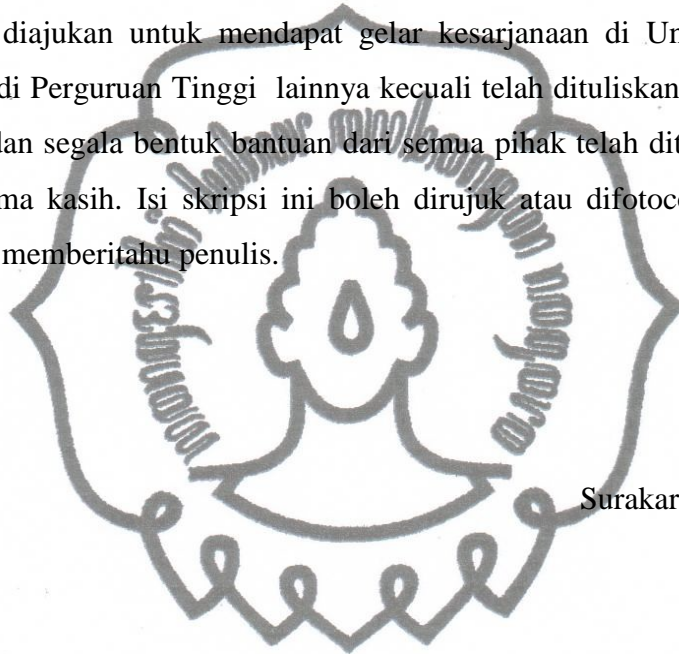 diajukan untuk mendapat gelar kesarjanaan di Un
di Perguruan Tinggi lainnya kecuali telah dituliskan
dan segala bentuk bantuan dari semua pihak telah dit
ma kasih. Isi skripsi ini boleh dirujuk atau difotoco
memberitahu penulis.
Surakar